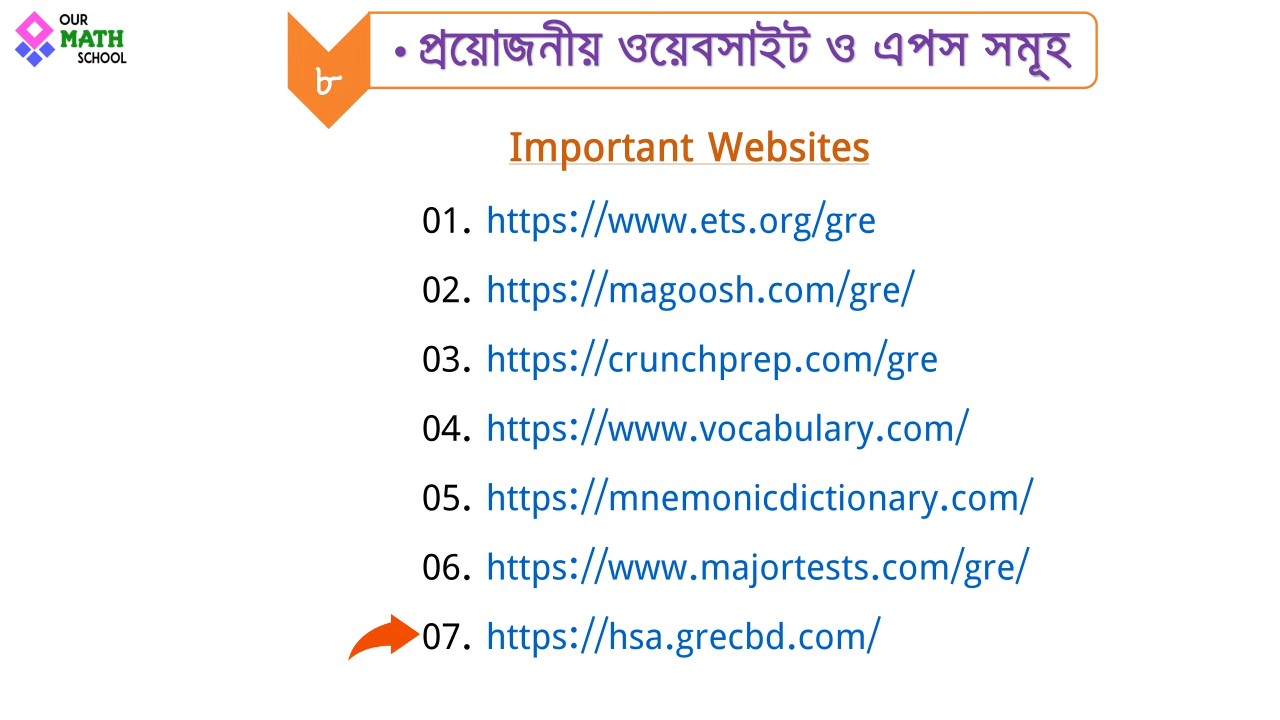 OUR
MATH
SCHOOL
৮
• প্রয়োজনীয় ওয়েবসাইট ও এপস সমূহ
Important Websites
01. https://www.ets.org/gre
02. https://magoosh.com/gre/
03. https://crunchprep.com/gre
04. https://www.vocabulary.com/
05. https://mnemonicdictionary.com/
06. https://www.majortests.com/gre/
07. https://hsa.grecbd.com/